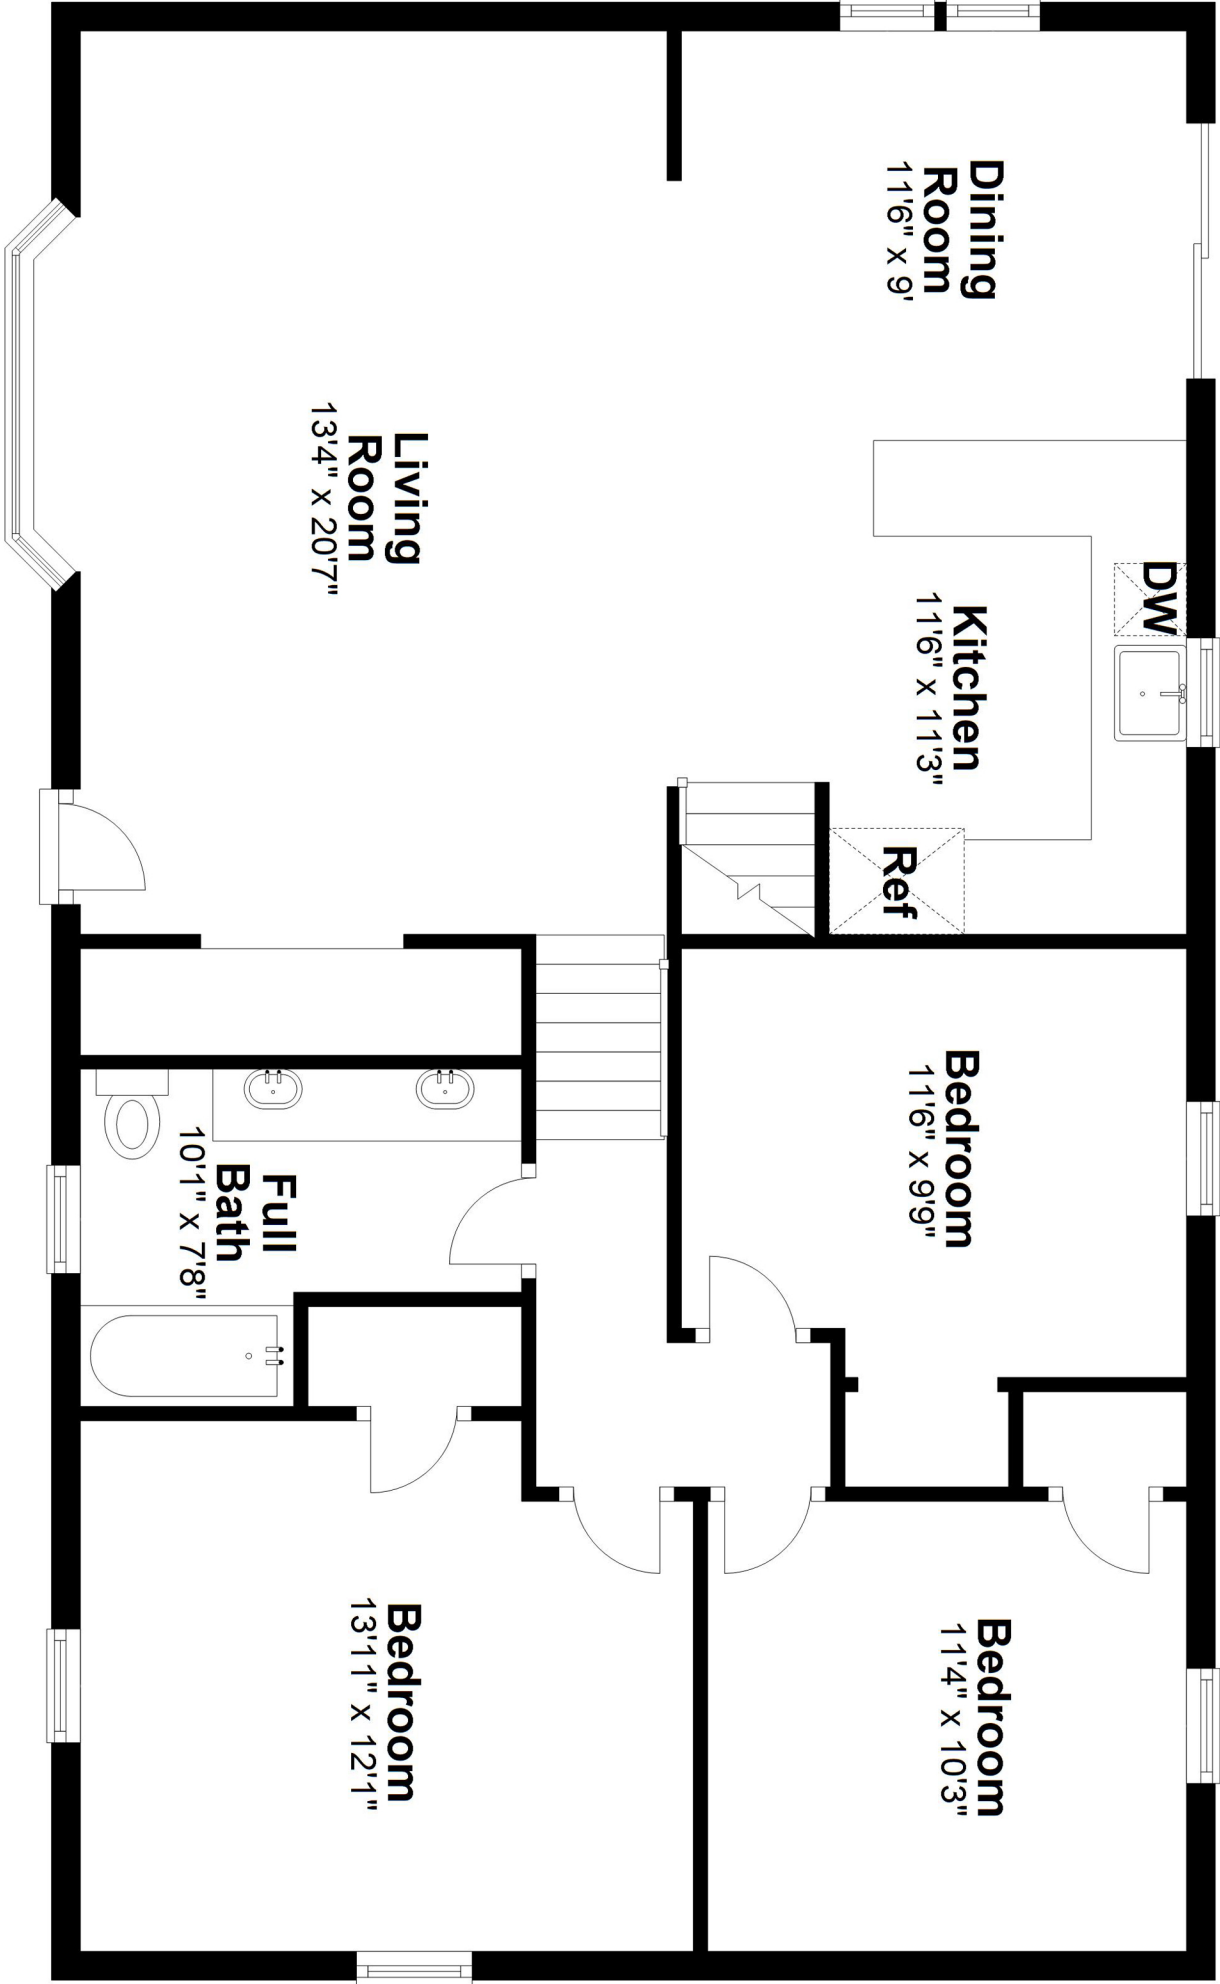 Dining
Room
11'6" x 9'
DW
Kitchen
11'6" x 11'3"
Ref
Living
Room
13'4" x 20'7"
Bedroom
11'6" x 9'9"
Full
Bath
10'1" x 7'8"
Bedroom
11'4" x 10'3"
Bedroom
13'11" x 12'1"